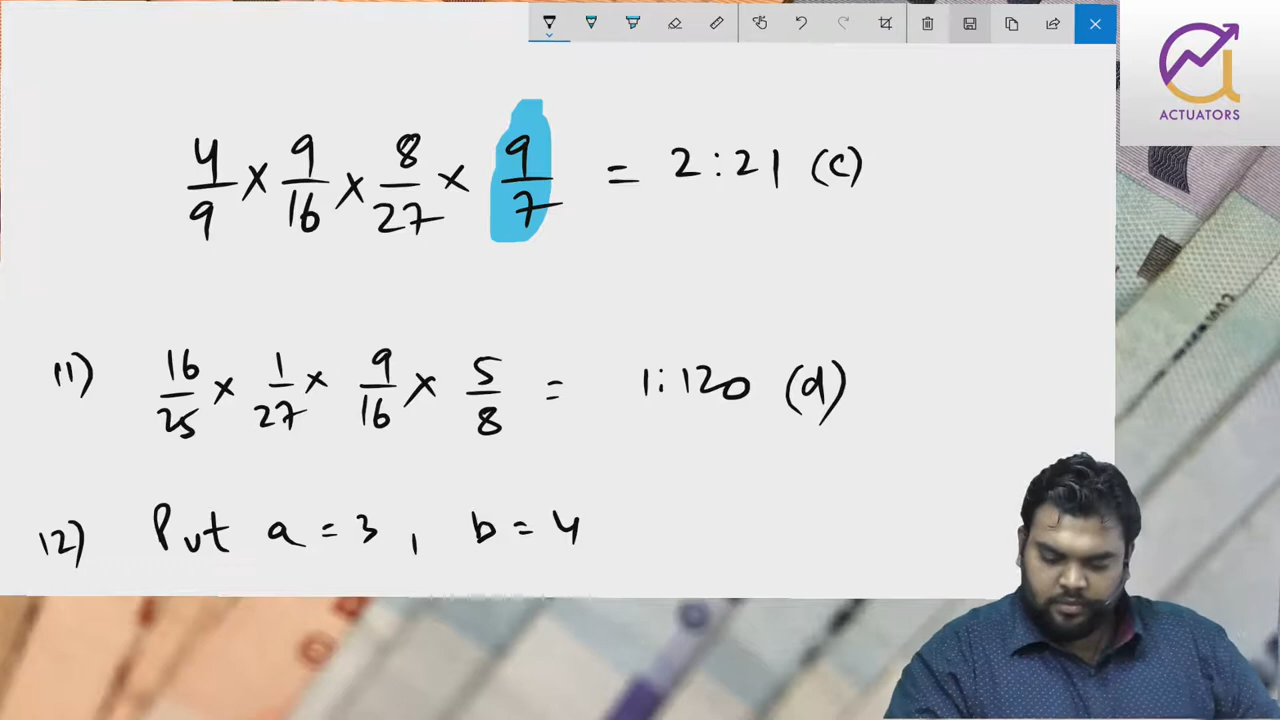 ACTUATORS
4/9 × 9/16 × 8/27 × 9/7 = 2:21 (c)
11) 16/25 × 1/27 × 9/16 × 5/8 = 1:120 (d)
12) Put a = 3, b = 4